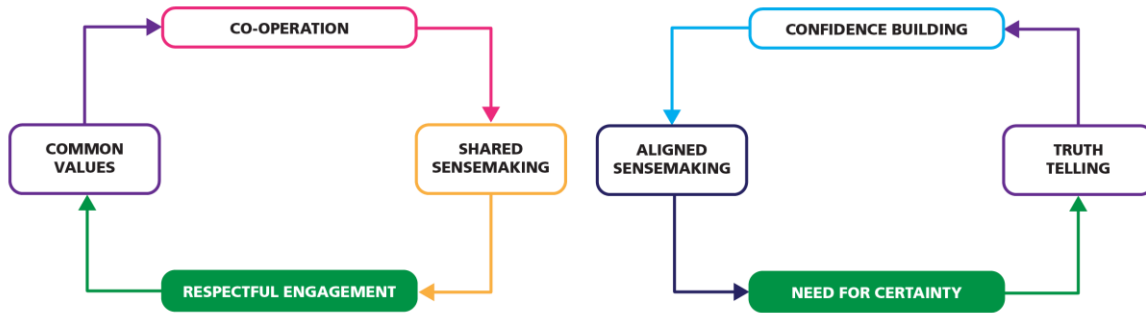 CO-OPERATION
COMMON
VALUES
SHARED
SENSEMAKING
RESPECTFUL ENGAGEMENT
CONFIDENCE BUILDING
ALIGNED
SENSEMAKING
TRUTH
TELLING
NEED FOR CERTAINTY